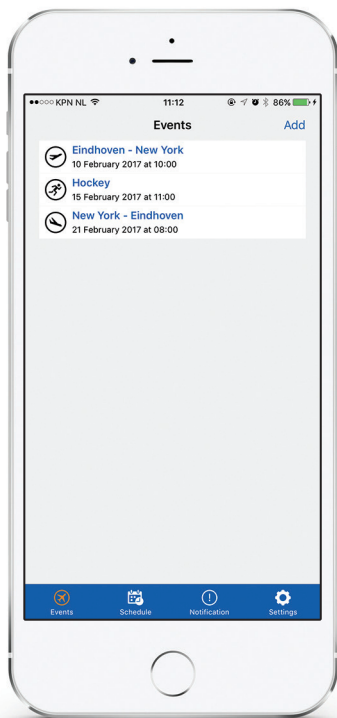 KPN NL 11:12 86%
Events Add
Eindhoven - New York
10 February 2017 at 10:00
Hockey
15 February 2017 at 11:00
New York - Eindhoven
21 February 2017 at 08:00
Events Schedule Notification Settings